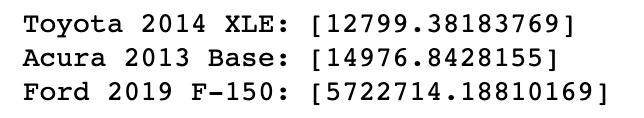 Toyota 2014 XLE: [12799.38183769]
Acura 2013 Base: [14976.8428155]
Ford 2019 F-150: [5722714.18810169]